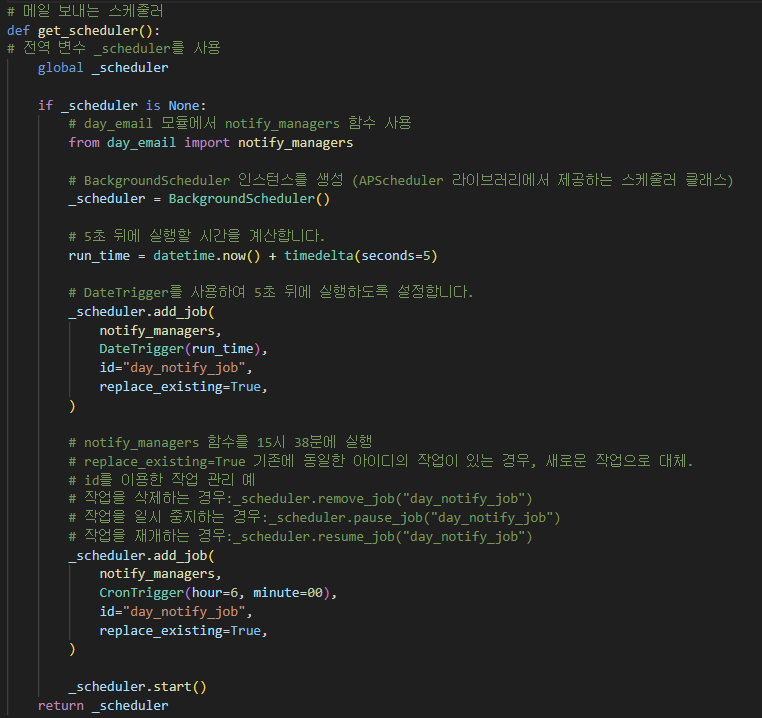 # 메일 보내는 스케줄러
def get_scheduler():
# 전역 변수 _scheduler를 사용
    global _scheduler

    if _scheduler is None:
        # day_email 모듈에서 notify_managers 함수 사용
        from day_email import notify_managers

        # BackgroundScheduler 인스턴스를 생성 (APScheduler 라이브러리에서 제공하는 스케줄러 클래스)
        _scheduler = BackgroundScheduler()

        # 5초 뒤에 실행할 시간을 계산합니다.
        run_time = datetime.now() + timedelta(seconds=5)

        # DateTrigger를 사용하여 5초 뒤에 실행하도록 설정합니다.
        _scheduler.add_job(
            notify_managers,
            DateTrigger(run_time),
            id="day_notify_job",
            replace_existing=True,
        )

        # notify_managers 함수를 15시 38분에 실행
        # replace_existing=True 기존에 동일한 아이디의 작업이 있는 경우, 새로운 작업으로 대체.
        # id를 이용한 작업 관리 예
        # 작업을 삭제하는 경우:_scheduler.remove_job("day_notify_job")
        # 작업을 일시 중지하는 경우:_scheduler.pause_job("day_notify_job")
        # 작업을 재개하는 경우:_scheduler.resume_job("day_notify_job")
        _scheduler.add_job(
            notify_managers,
            CronTrigger(hour=6, minute=00),
            id="day_notify_job",
            replace_existing=True,
        )

        _scheduler.start()
    return _scheduler